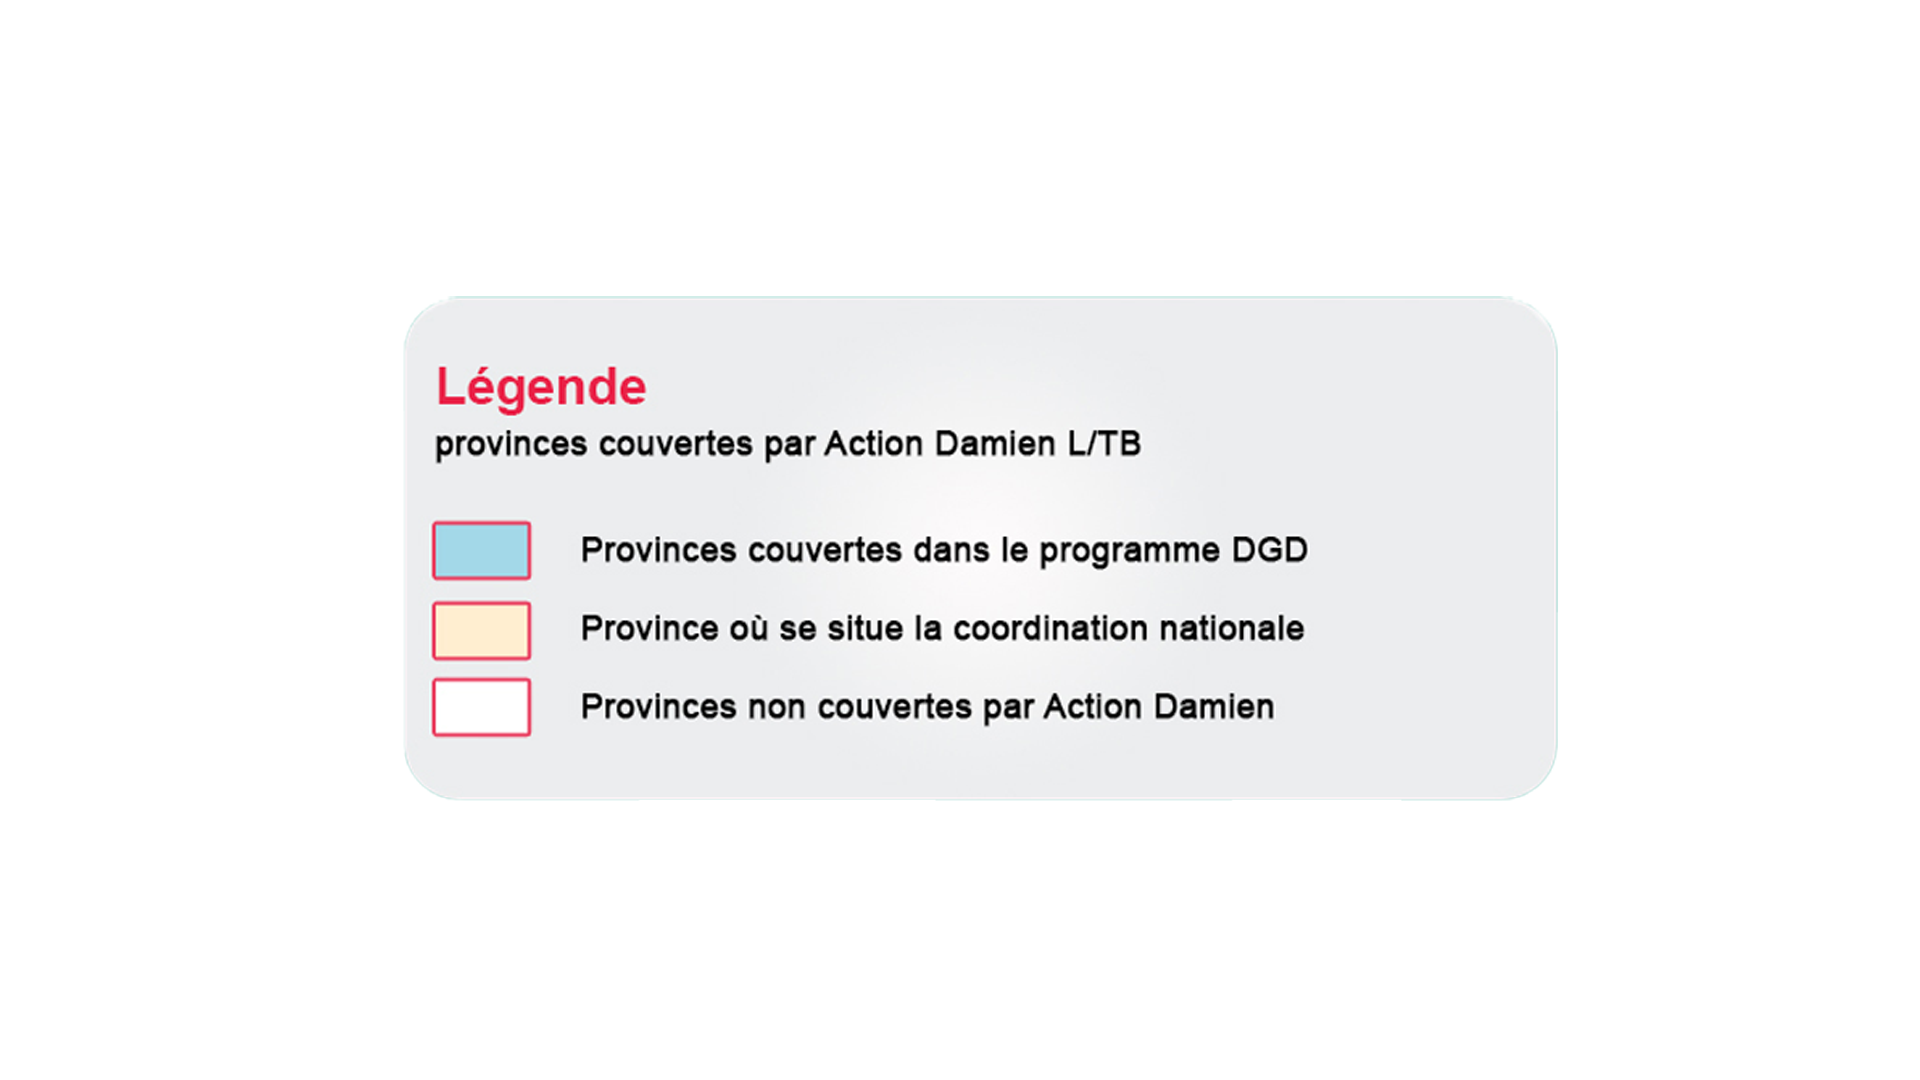 Légende
provinces couvertes par Action Damien L/TB
Provinces couvertes dans le programme DGD
Province où se situe la coordination nationale
Provinces non couvertes par Action Damien